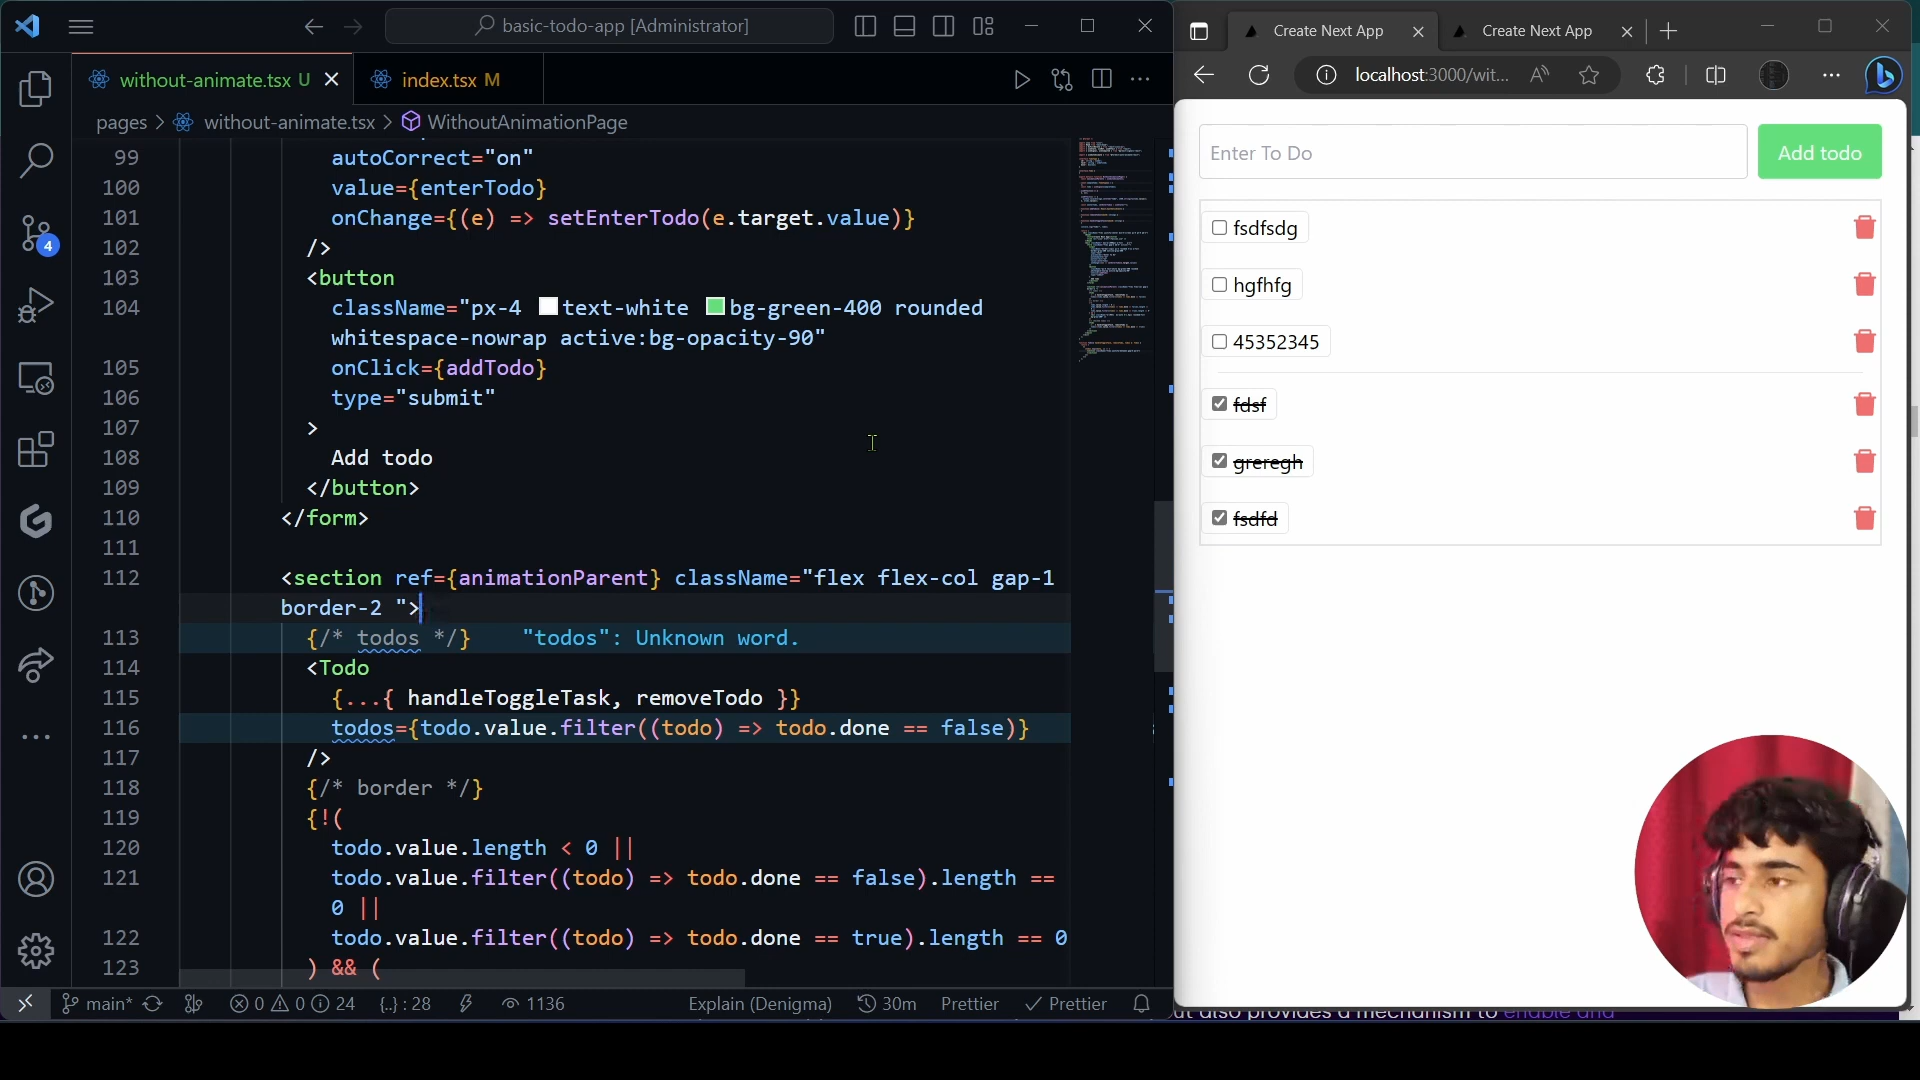 basic-todo-app [Administrator]
without-animate.tsx U
index.tsx M
pages > without-animate.tsx > WithoutAnimationPage
99 autoCorrect="on"
100 value={enterTodo}
101 onChange={(e) => setEnterTodo(e.target.value)}
102 />
103 <button
104 className="px-4 text-white bg-green-400 rounded
whitespace-nowrap active:bg-opacity-90"
105 onClick={addTodo}
106 type="submit"
107 >
108 Add todo
109 </button>
110 </form>
111
112 <section ref={animationParent} className="flex flex-col gap-1
border-2 ">
113 {/* todos */} "todos": Unknown word.
114 <Todo
115 {...{ handleToggleTask, removeTodo }}
116 todos={todo.value.filter((todo) => todo.done == false)}
117 />
118 {/* border */}
119 {!(
120 todo.value.length < 0 ||
121 todo.value.filter((todo) => todo.done == false).length ==
0 ||
122 todo.value.filter((todo) => todo.done == true).length == 0
123 ) && (
4
main* 0 0 24 {..} : 28 1136 Explain (Denigma) 30m Prettier Prettier
Create Next App
Create Next App
localhost:3000/wit...
Enter To Do
Add todo
fsdfsdg
hgfhfg
45352345
fdsf
greregh
fsdfd